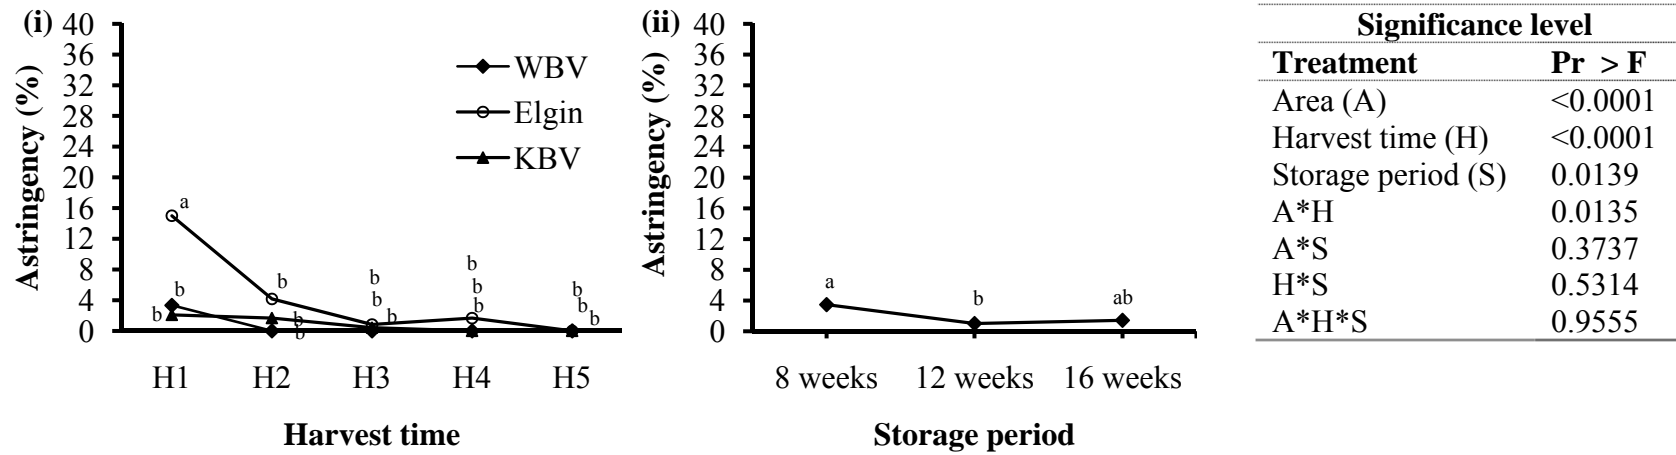 (i)
Astringency (%)
40
36
32
28
24
20
16
12
8
4
0
WBV
Elgin
KBV
a
b
b
b
b
b
b
b
b
b
b
b
b
b
b
H1 H2 H3 H4 H5
Harvest time
(ii)
Astringency (%)
40
36
32
28
24
20
16
12
8
4
0
a
b
ab
8 weeks 12 weeks 16 weeks
Storage period
Significance level
Treatment Pr > F
Area (A) <0.0001
Harvest time (H) <0.0001
Storage period (S) 0.0139
A*H 0.0135
A*S 0.3737
H*S 0.5314
A*H*S 0.9555